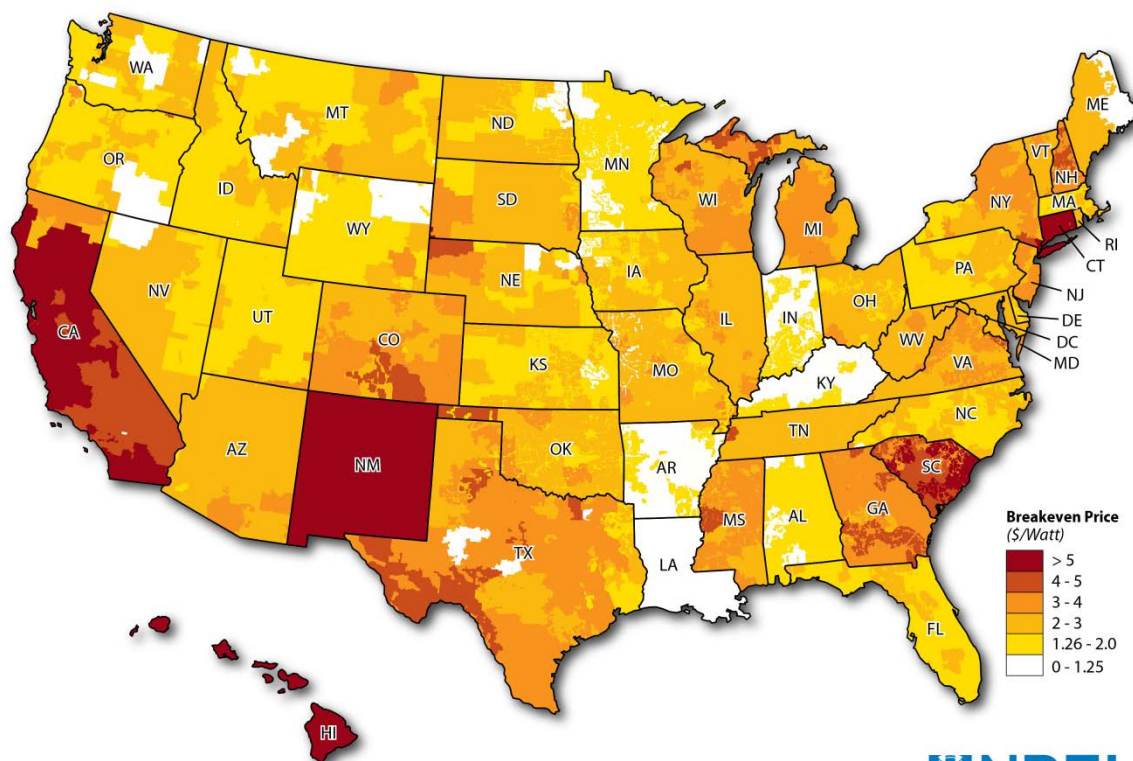 WA
MT
ND
MN
ME
OR
ID
SD
WI
VT
NH
NY
MA
WY
MI
RI
CT
NE
IA
PA
NJ
NV
UT
CO
IL
IN
OH
DE
DC
MD
CA
KS
MO
WV
VA
KY
AZ
NM
OK
AR
TN
NC
SC
TX
MS
AL
GA
LA
FL
HI
Breakeven Price
($/Watt)
> 5
4 - 5
3 - 4
2 - 3
1.26 - 2.0
0 - 1.25